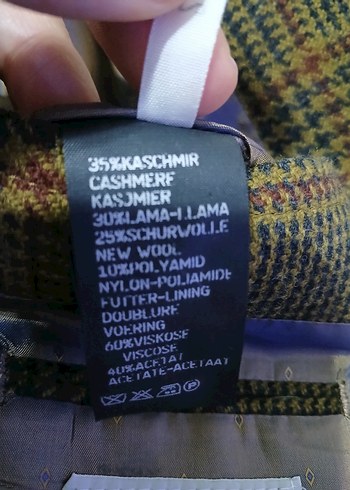 35%KASCHMIR
CASHMERE
KASJMIER
30%LAMA-LLAMA
25%SCHURWOLLE
NEW WOOL
10%POLYAMID
NYLON-POLIAMIDE
FUTTER-LINING
DOUBLURE
VOERING
60%VISKOSE
VISCOSE
40%ACETAT
ACETATE-ACETAAT
P